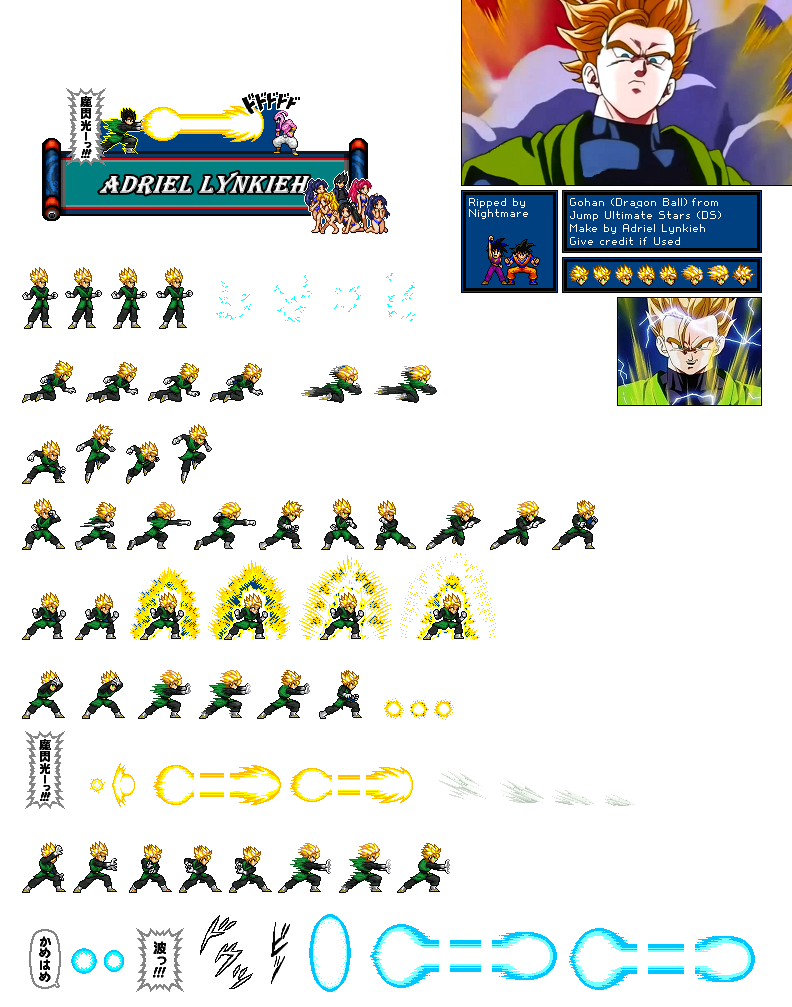 魔閃光ーっ!!!
ドドドドド
ADRIEL LYNKIEH
Ripped by
Nightmare
Gohan (Dragon Ball) from
Jump Ultimate Stars (DS)
Make by Adriel Lynkieh
Give credit if Used
魔閃光ーっ!!!
かめはめ
波っ!!!